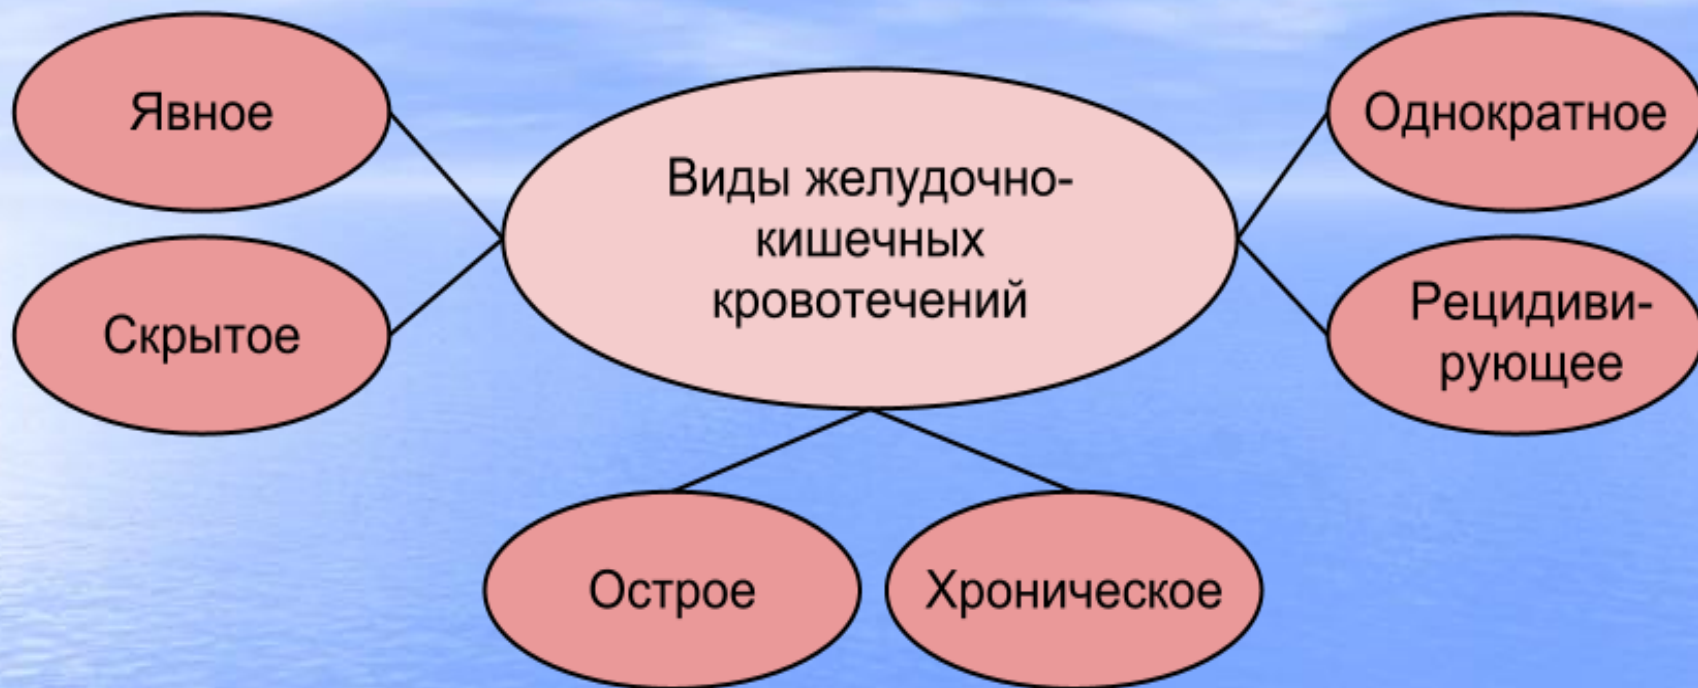 Явное
Скрытое
Виды желудочно-
кишечных
кровотечений
Однократное
Рецидиви-
рующее
Острое
Хроническое